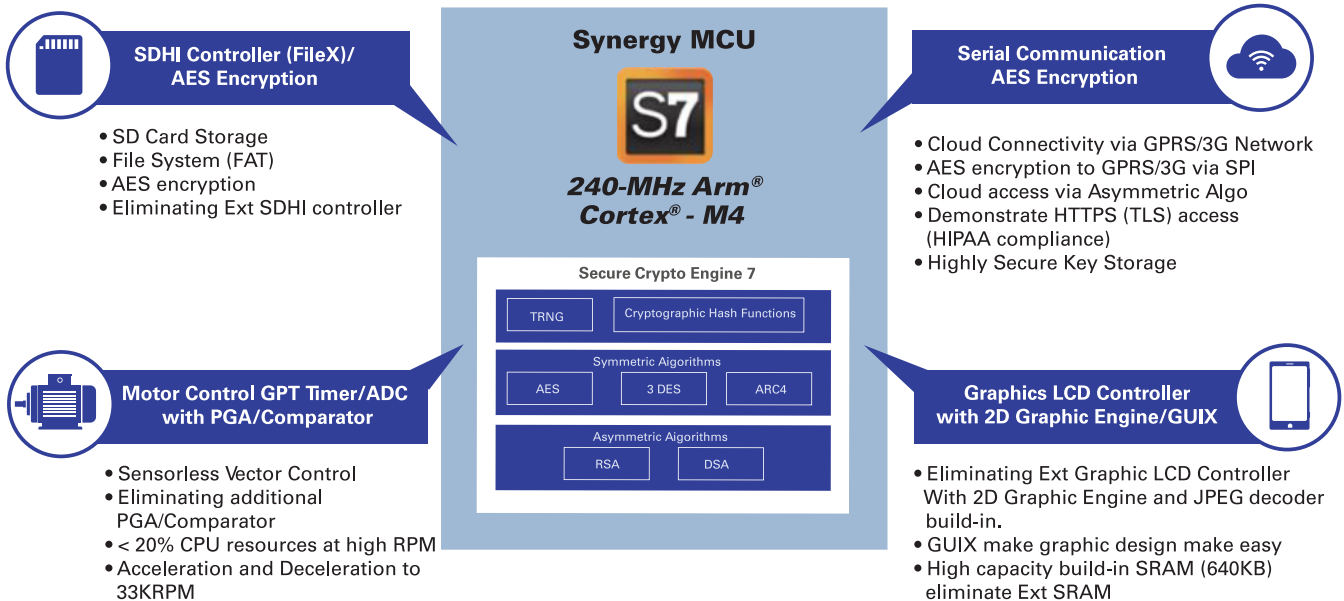 SDHI Controller (FileX)/
AES Encryption
• SD Card Storage
• File System (FAT)
• AES encryption
• Eliminating Ext SDHI controller
Synergy MCU
S7
240-MHz Arm®
Cortex® - M4
Secure Crypto Engine 7
TRNG
Cryptographic Hash Functions
Symmetric Algorithms
AES
3 DES
ARC4
Asymmetric Algorithms
RSA
DSA
Serial Communication
AES Encryption
• Cloud Connectivity via GPRS/3G Network
• AES encryption to GPRS/3G via SPI
• Cloud access via Asymmetric Algo
• Demonstrate HTTPS (TLS) access
(HIPAA compliance)
• Highly Secure Key Storage
Motor Control GPT Timer/ADC
with PGA/Comparator
• Sensorless Vector Control
• Eliminating additional
PGA/Comparator
• < 20% CPU resources at high RPM
• Acceleration and Deceleration to
33KRPM
Graphics LCD Controller
with 2D Graphic Engine/GUIX
• Eliminating Ext Graphic LCD Controller
With 2D Graphic Engine and JPEG decoder
build-in.
• GUIX make graphic design make easy
• High capacity build-in SRAM (640KB)
eliminate Ext SRAM